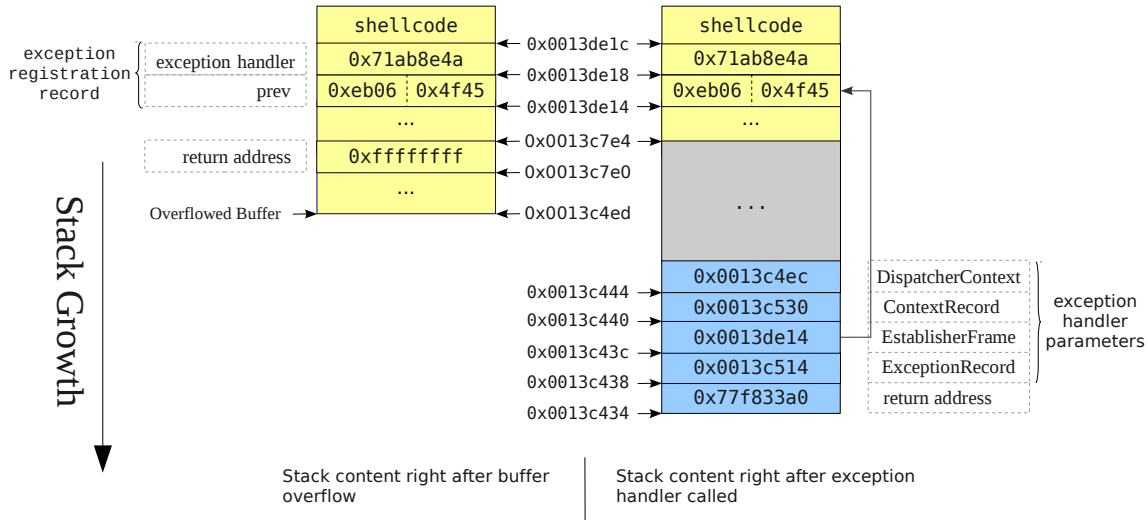 shellcode
exception
registration
record
exception handler
prev
0x71ab8e4a
0xeb06 0x4f45
...
return address
0xffffffff
...
Overflowed Buffer
0x0013de1c
0x0013de18
0x0013de14
0x0013c7e4
0x0013c7e0
0x0013c4ed
shellcode
0x71ab8e4a
0xeb06 0x4f45
...
...
0x0013c444
0x0013c440
0x0013c43c
0x0013c438
0x0013c434
0x0013c4ec
0x0013c530
0x0013de14
0x0013c514
0x77f833a0
DispatcherContext
ContextRecord
EstablisherFrame
ExceptionRecord
return address
exception
handler
parameters
Stack Growth
Stack content right after buffer
overflow
Stack content right after exception
handler called